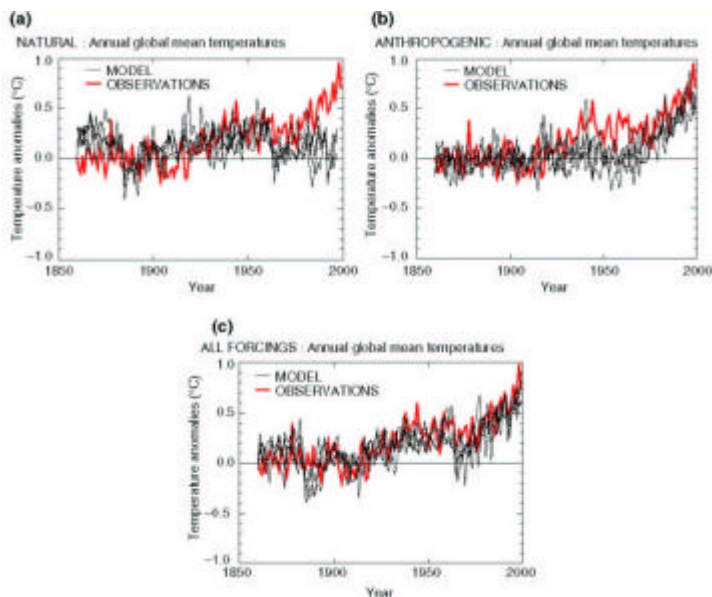 (a)
NATURAL : Annual global mean temperatures
1.0
0.5
0.0
−0.5
−1.0
Temperature anomalies (°C)
MODEL
OBSERVATIONS
1850 1900 1950 2000
Year
(b)
ANTHROPOGENIC : Annual global mean temperatures
1.0
0.5
0.0
−0.5
−1.0
Temperature anomalies (°C)
MODEL
OBSERVATIONS
1850 1900 1950 2000
Year
(c)
ALL FORCINGS : Annual global mean temperatures
1.0
0.5
0.0
−0.5
−1.0
Temperature anomalies (°C)
MODEL
OBSERVATIONS
1850 1900 1950 2000
Year